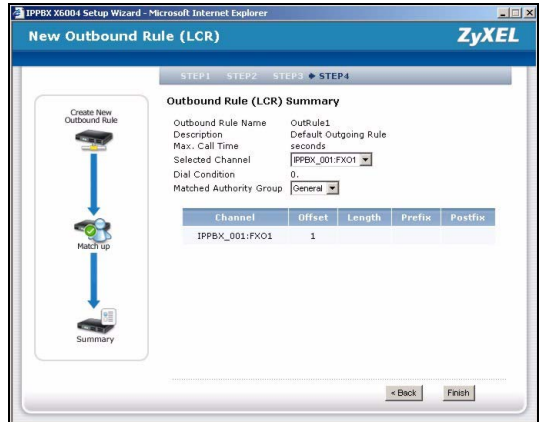 IPPBX X6004 Setup Wizard - Microsoft Internet Explorer
New Outbound Rule (LCR)
ZyXEL
STEP1 STEP2 STEP3 STEP4
Create New
Outbound Rule
Match up
Summary
Outbound Rule (LCR) Summary
Outbound Rule Name OutRule1
Description Default Outgoing Rule
Max. Call Time seconds
Selected Channel IPPBX_001:FXO1
Dial Condition 0.
Matched Authority Group General
Channel Offset Length Prefix Postfix
IPPBX_001:FXO1 1
< Back Finish